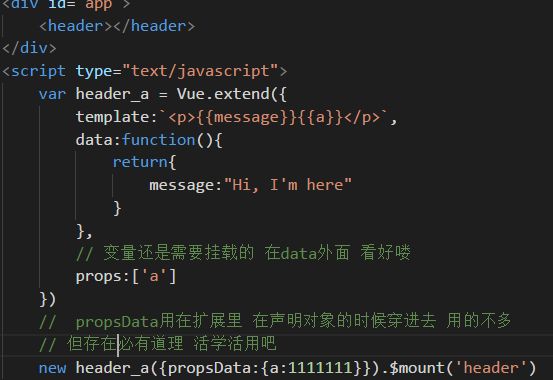 <div id="app">
<header></header>
</div>
<script type="text/javascript">
var header_a = Vue.extend({
template:`<p>{{message}}{{a}}</p>`,
data:function(){
return{
message:"Hi, I'm here"
}
},
// 变量还是需要挂载的 在data外面 看好喽
props:['a']
})
// propsData用在扩展里 在声明对象的时候穿进去 用的不多
// 但存在必有道理 活学活用吧
new header_a({propsData:{a:1111111}}).$mount('header')